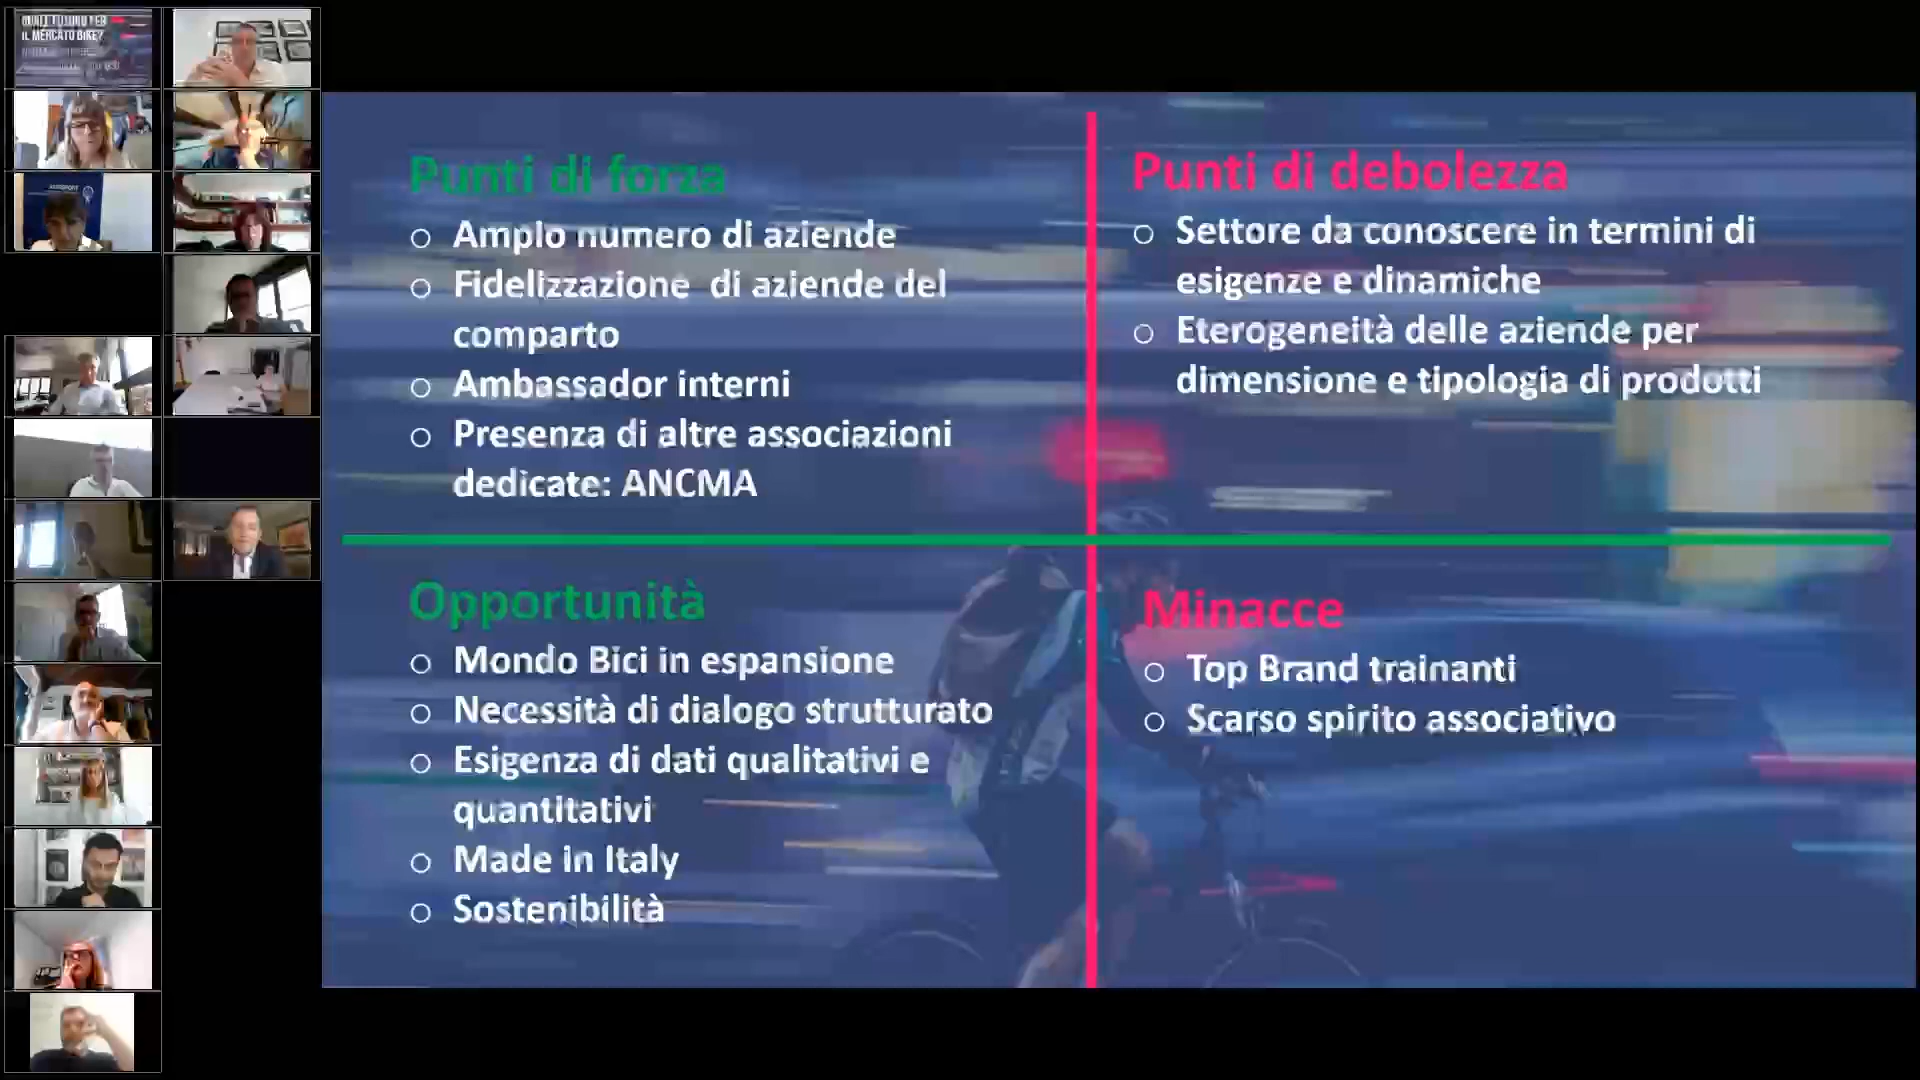 IL MERCATO BIKE?
Punti di forza
Ampio numero di aziende
Fidelizzazione di aziende del
comparto
Ambassador interni
Presenza di altre associazioni
dedicate: ANCMA
Punti di debolezza
Settore da conoscere in termini di
esigenze e dinamiche
Eterogeneità delle aziende per
dimensione e tipologia di prodotti
Opportunità
Mondo Bici in espansione
Necessità di dialogo strutturato
Esigenza di dati qualitativi e
quantitativi
Made in Italy
Sostenibilità
Minacce
Top Brand trainanti
Scarso spirito associativo